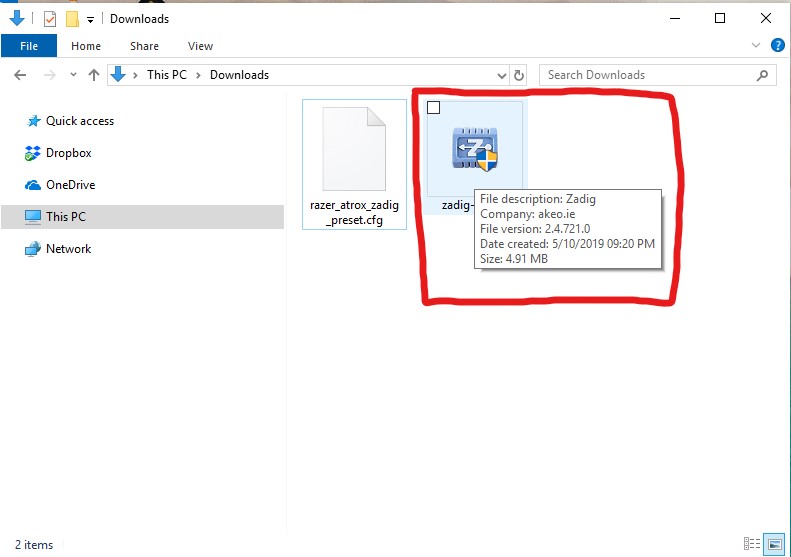 Downloads
File Home Share View
This PC Downloads
Search Downloads
Quick access
Dropbox
OneDrive
This PC
Network
razer_atrox_zadig
_preset.cfg
zadig-
File description: Zadig
Company: akeo.ie
File version: 2.4.721.0
Date created: 5/10/2019 09:20 PM
Size: 4.91 MB
2 items